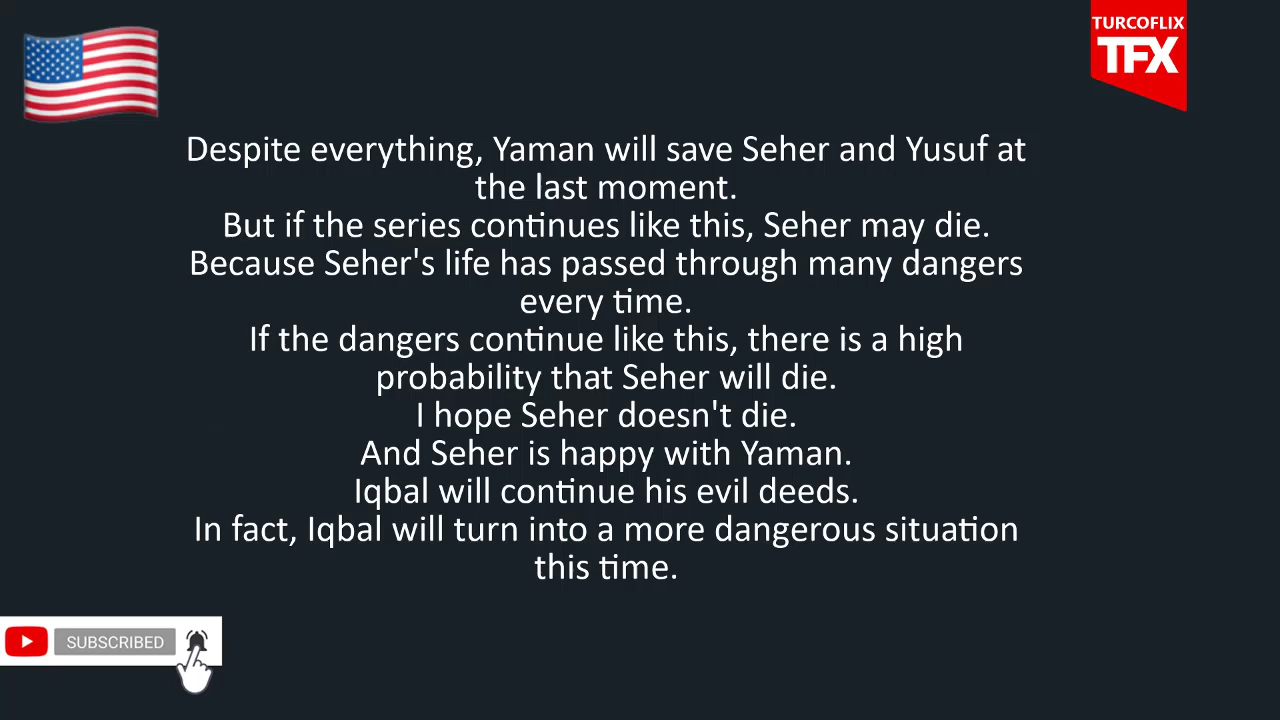 TURCOFLIX
TFX
Despite everything, Yaman will save Seher and Yusuf at
the last moment.
But if the series continues like this, Seher may die.
Because Seher's life has passed through many dangers
every time.
If the dangers continue like this, there is a high
probability that Seher will die.
I hope Seher doesn't die.
And Seher is happy with Yaman.
Iqbal will continue his evil deeds.
In fact, Iqbal will turn into a more dangerous situation
this time.
SUBSCRIBED